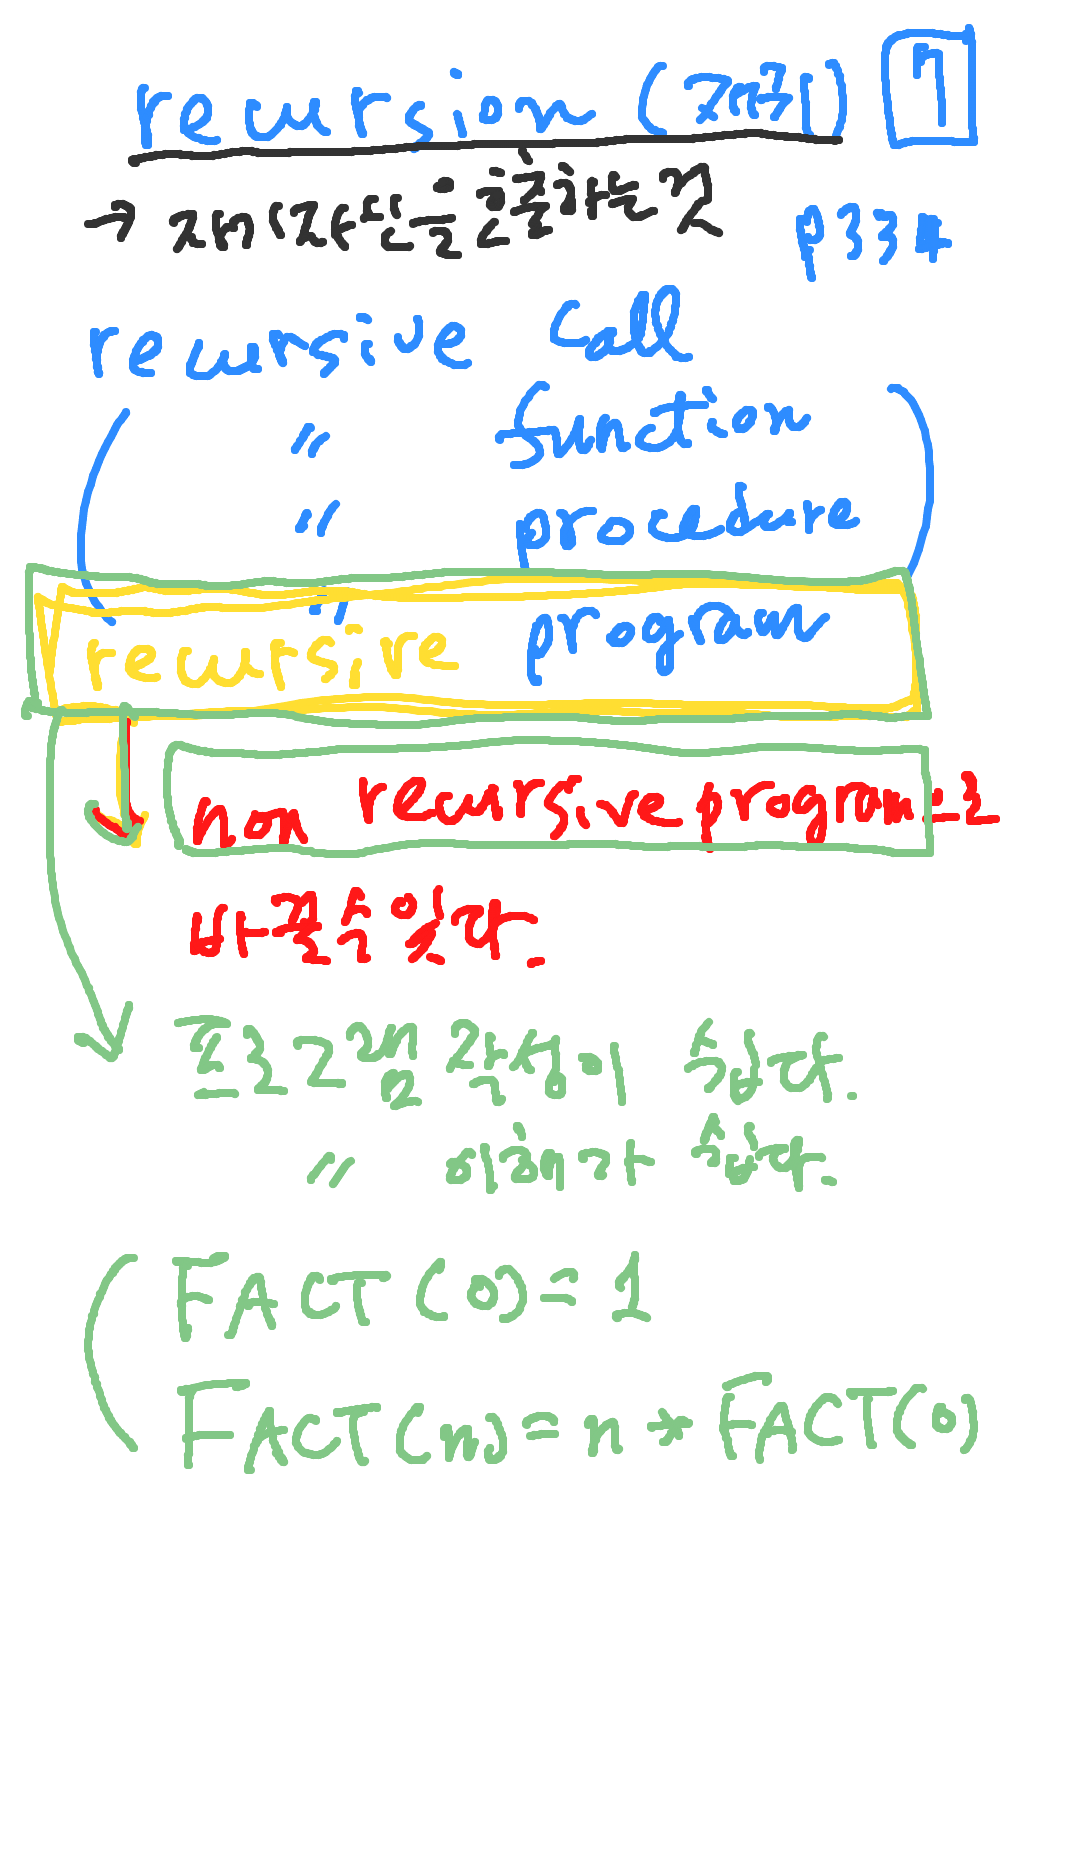 recursion (재귀) 7
→ 재(자신을 호출하는것
p334
recursive call
( " function )
" procedure
recursive program
non recursive program으로
바꿀수 있다.
프로그램 작성이 쉽다.
" 이해가 쉽다.
FACT(0)=1
FACT(n)=n*FACT(0)